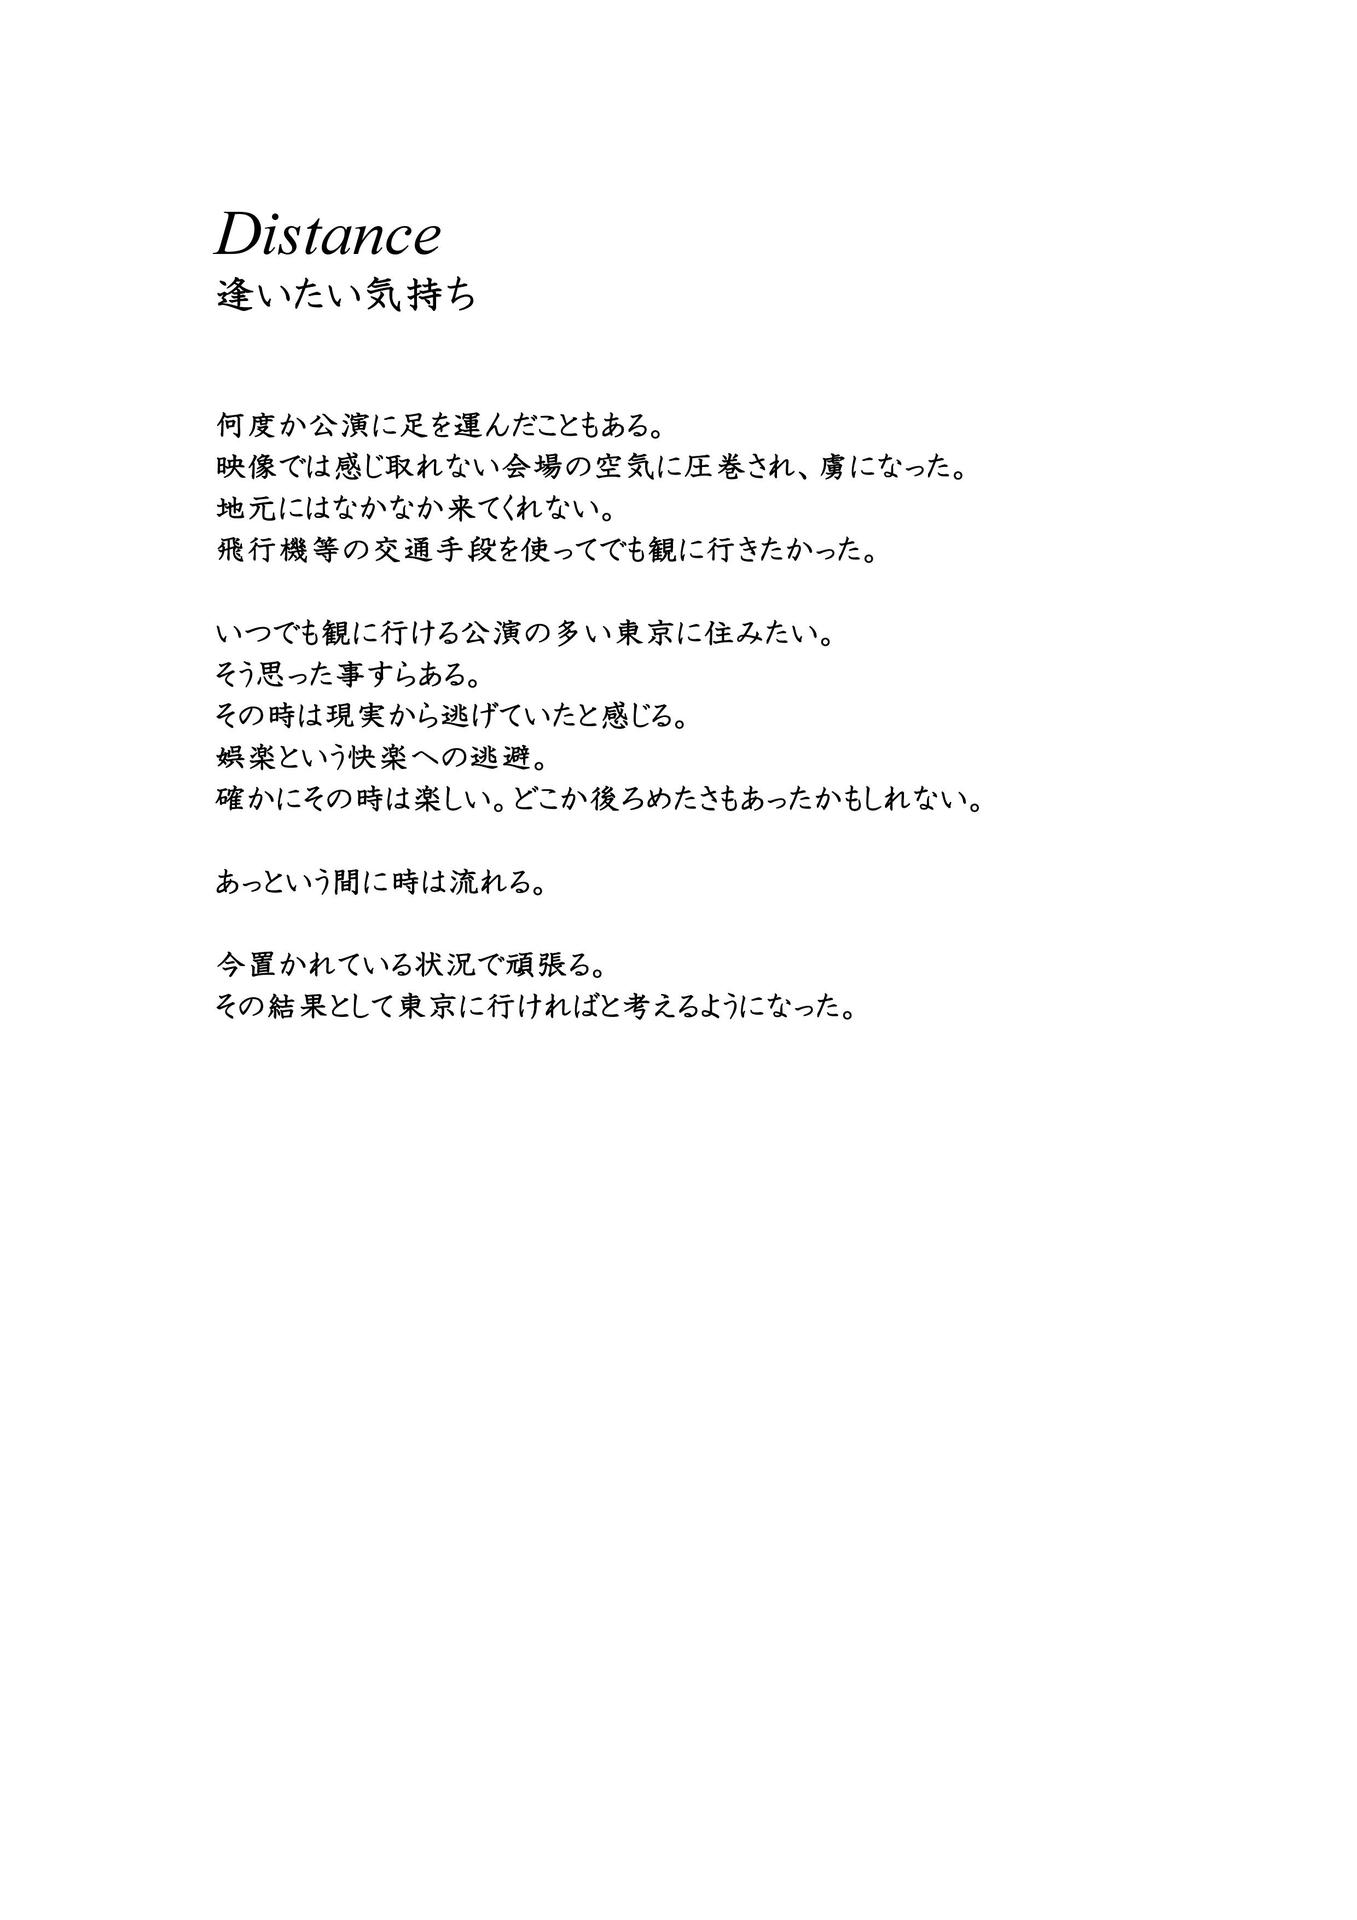 Distance
逢いたい気持ち
何度か公演に足を運んだこともある。
映像では感じ取れない会場の空気に圧巻され、虜になった。
地元にはなかなか来てくれない。
飛行機等の交通手段を使ってでも観に行きたかった。
いつでも観に行ける公演の多い東京に住みたい。
そう思った事すらある。
その時は現実から逃げていたと感じる。
娯楽という快楽への逃避。
確かにその時は楽しい。どこか後ろめたさもあったかもしれない。
あっという間に時は流れる。
今置かれている状況で頑張る。
その結果として東京に行ければと考えるようになった。